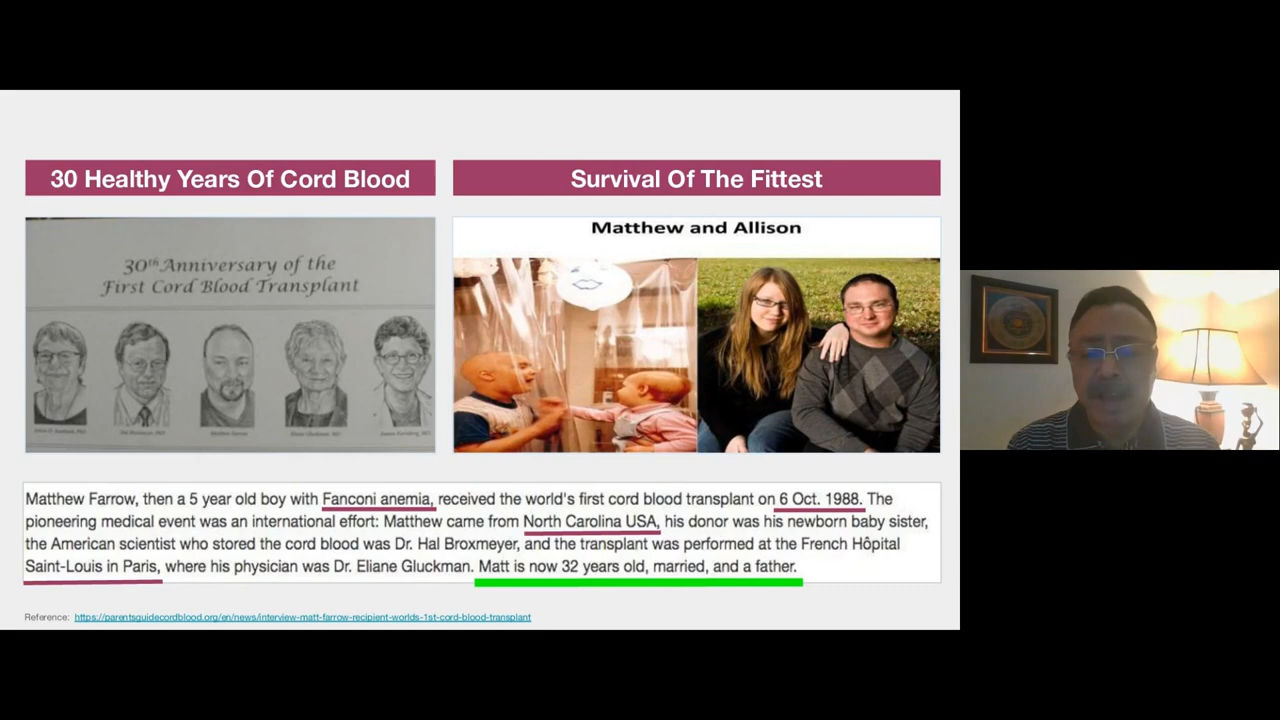 30 Healthy Years Of Cord Blood
Survival Of The Fittest
30th Anniversary of the
First Cord Blood Transplant
Matthew and Allison
Matthew Farrow, then a 5 year old boy with Fanconi anemia, received the world's first cord blood transplant on 6 Oct. 1988. The
pioneering medical event was an international effort: Matthew came from North Carolina USA, his donor was his newborn baby sister,
the American scientist who stored the cord blood was Dr. Hal Broxmeyer, and the transplant was performed at the French Hôpital
Saint-Louis in Paris, where his physician was Dr. Eliane Gluckman. Matt is now 32 years old, married, and a father.
Reference: https://parentsguidecordblood.org/en/news/interview-matt-farrow-recipient-worlds-1st-cord-blood-transplant